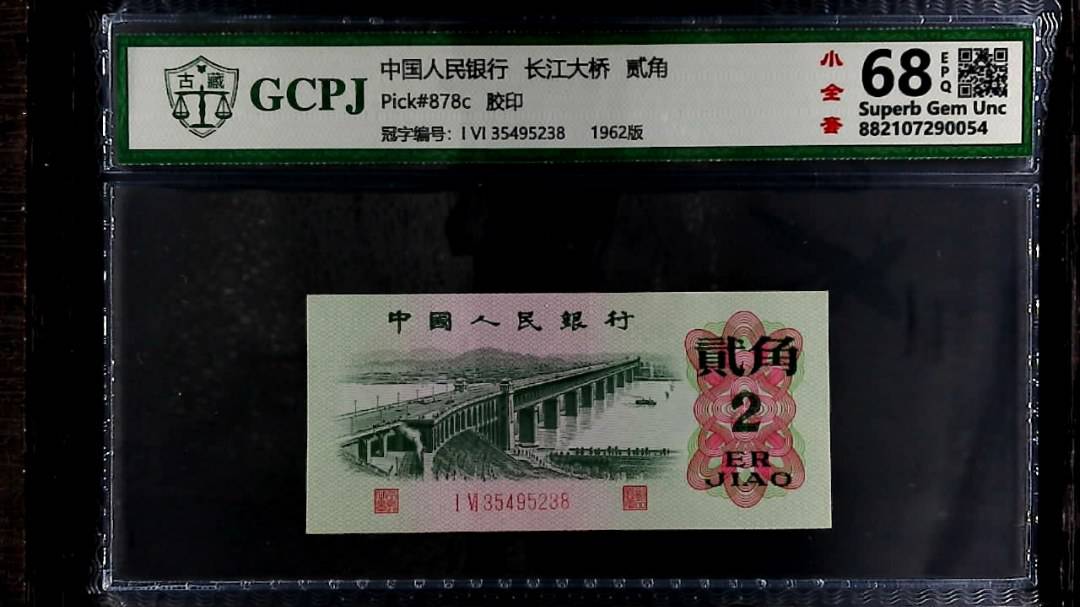 古藏
GCPJ
中国人民银行 长江大桥 贰角
Pick#878c 胶印
冠字编号: I VI 35495238 1962版
小全套
68
EPQ
Superb Gem Unc
882107290054
中國人民銀行
貳角
2
ER
JIAO
I VI 35495238